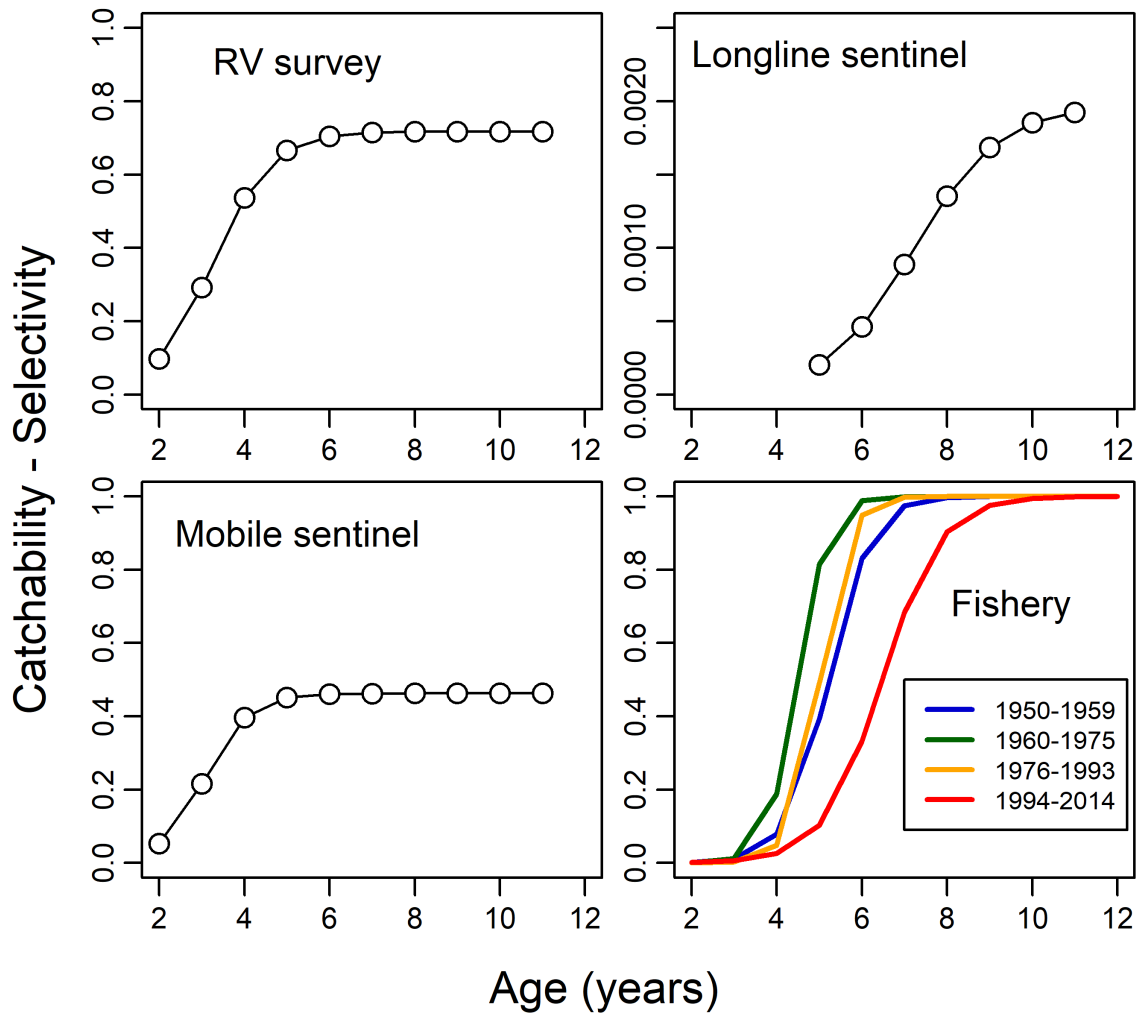 Catchability - Selectivity
RV survey
1.0
0.8
0.6
0.4
0.2
0.0
2 4 6 8 10 12
Longline sentinel
0.0020
0.0010
0.0000
2 4 6 8 10 12
Mobile sentinel
1.0
0.8
0.6
0.4
0.2
0.0
2 4 6 8 10 12
Fishery
1.0
0.8
0.6
0.4
0.2
0.0
1950-1959
1960-1975
1976-1993
1994-2014
2 4 6 8 10 12
Age (years)